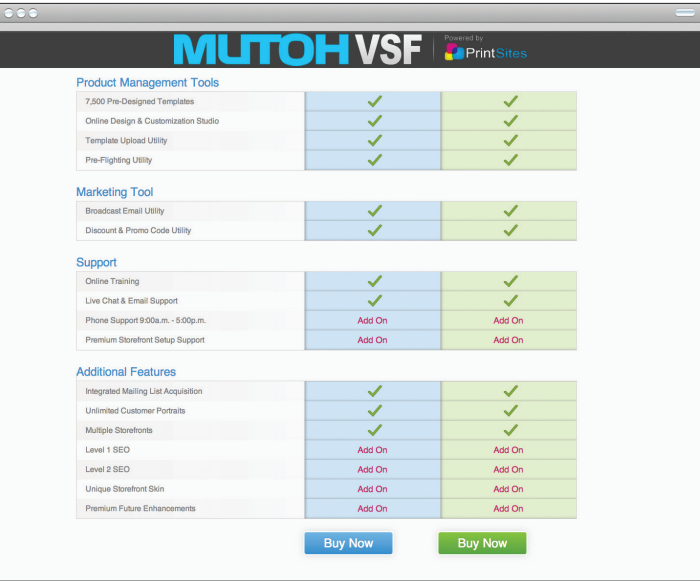 MUTOH VSF
Powered by
PrintSites
Product Management Tools
7,500 Pre-Designed Templates
Online Design & Customization Studio
Template Upload Utility
Pre-Flighting Utility
Marketing Tool
Broadcast Email Utility
Discount & Promo Code Utility
Support
Online Training
Live Chat & Email Support
Phone Support 9:00a.m. - 5:00p.m. Add On Add On
Premium Storefront Setup Support Add On Add On
Additional Features
Integrated Mailing List Acquisition
Unlimited Customer Portraits
Multiple Storefronts
Level 1 SEO Add On Add On
Level 2 SEO Add On Add On
Unique Storefront Skin Add On Add On
Premium Future Enhancements Add On Add On
Buy Now Buy Now